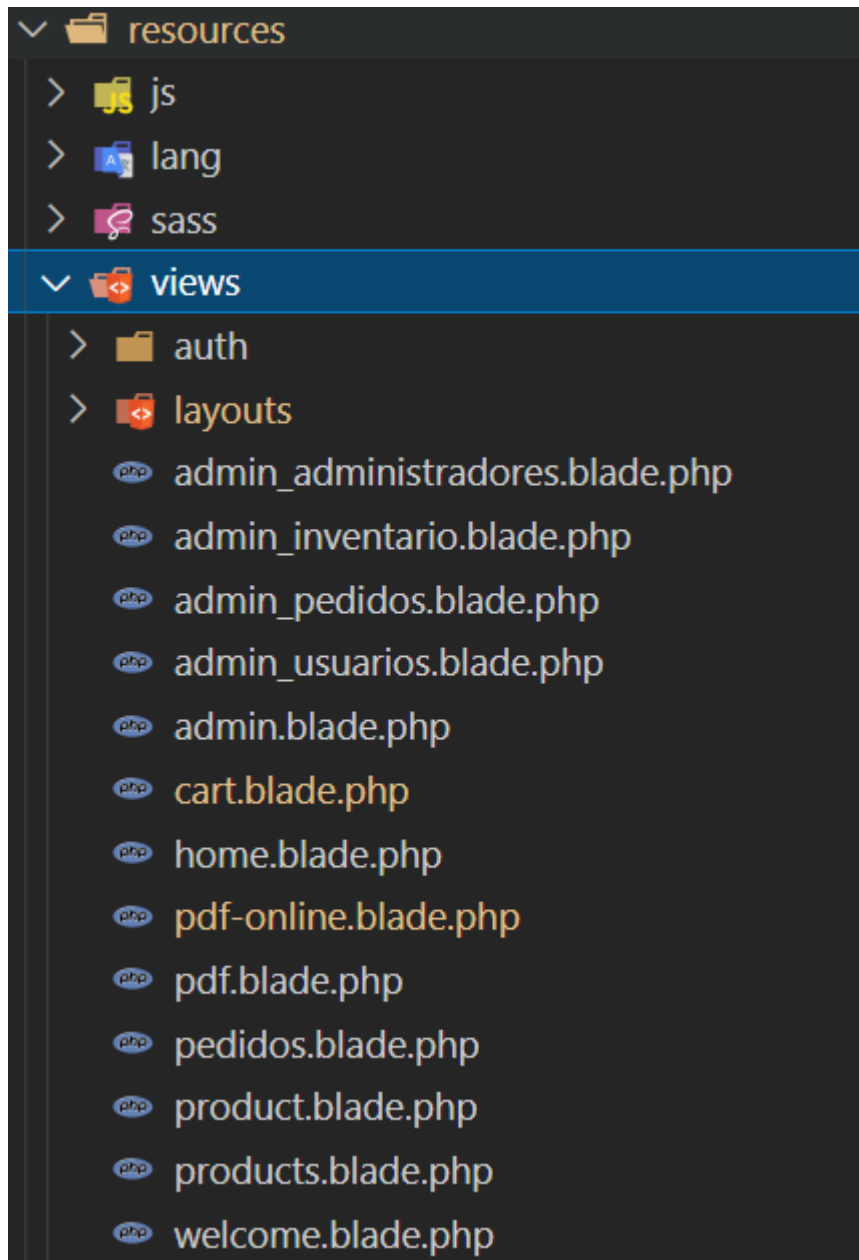 resources
js
lang
sass
views
auth
layouts
admin_administradores.blade.php
admin_inventario.blade.php
admin_pedidos.blade.php
admin_usuarios.blade.php
admin.blade.php
cart.blade.php
home.blade.php
pdf-online.blade.php
pdf.blade.php
pedidos.blade.php
product.blade.php
products.blade.php
welcome.blade.php